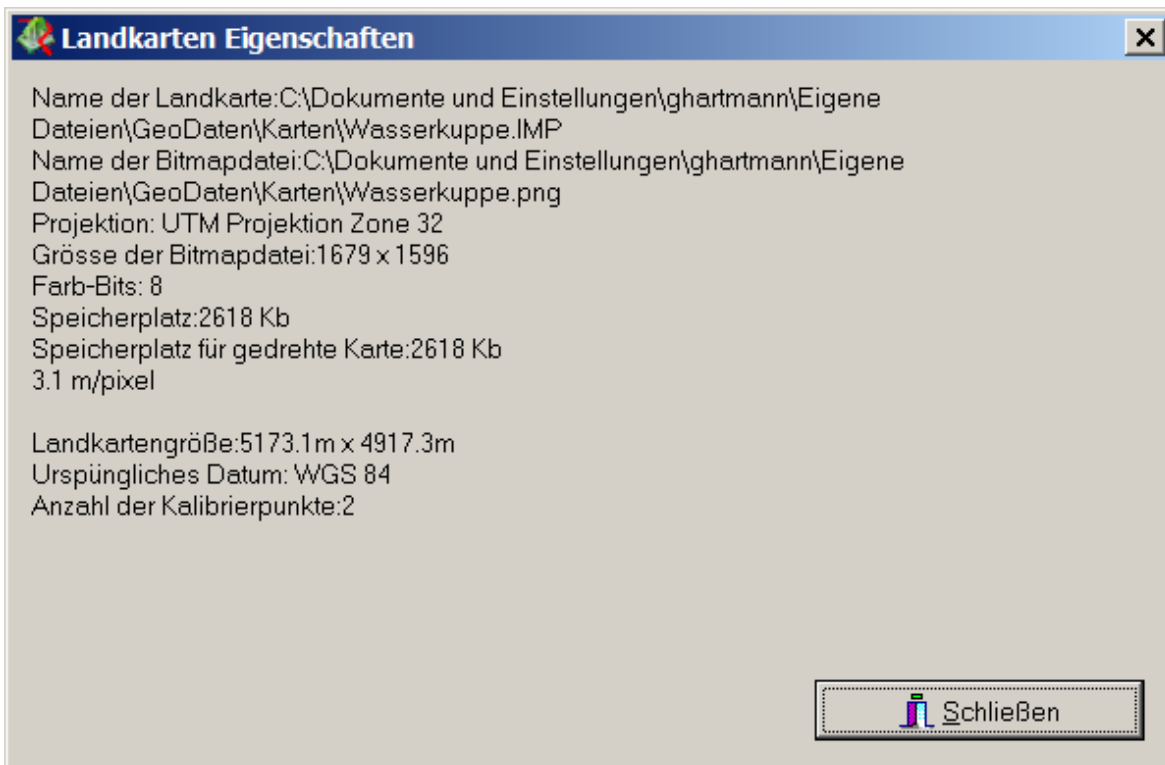 Landkarten Eigenschaften
Name der Landkarte:C:\Dokumente und Einstellungen\ghartmann\Eigene
Dateien\GeoDaten\Karten\Wasserkuppe.IMP
Name der Bitmapdatei:C:\Dokumente und Einstellungen\ghartmann\Eigene
Dateien\GeoDaten\Karten\Wasserkuppe.png
Projektion: UTM Projektion Zone 32
Grösse der Bitmapdatei:1679 x 1596
Farb-Bits: 8
Speicherplatz:2618 Kb
Speicherplatz für gedrehte Karte:2618 Kb
3.1 m/pixel
Landkartengröße:5173.1m x 4917.3m
Urspüngliches Datum: WGS 84
Anzahl der Kalibrierpunkte:2
Schließen